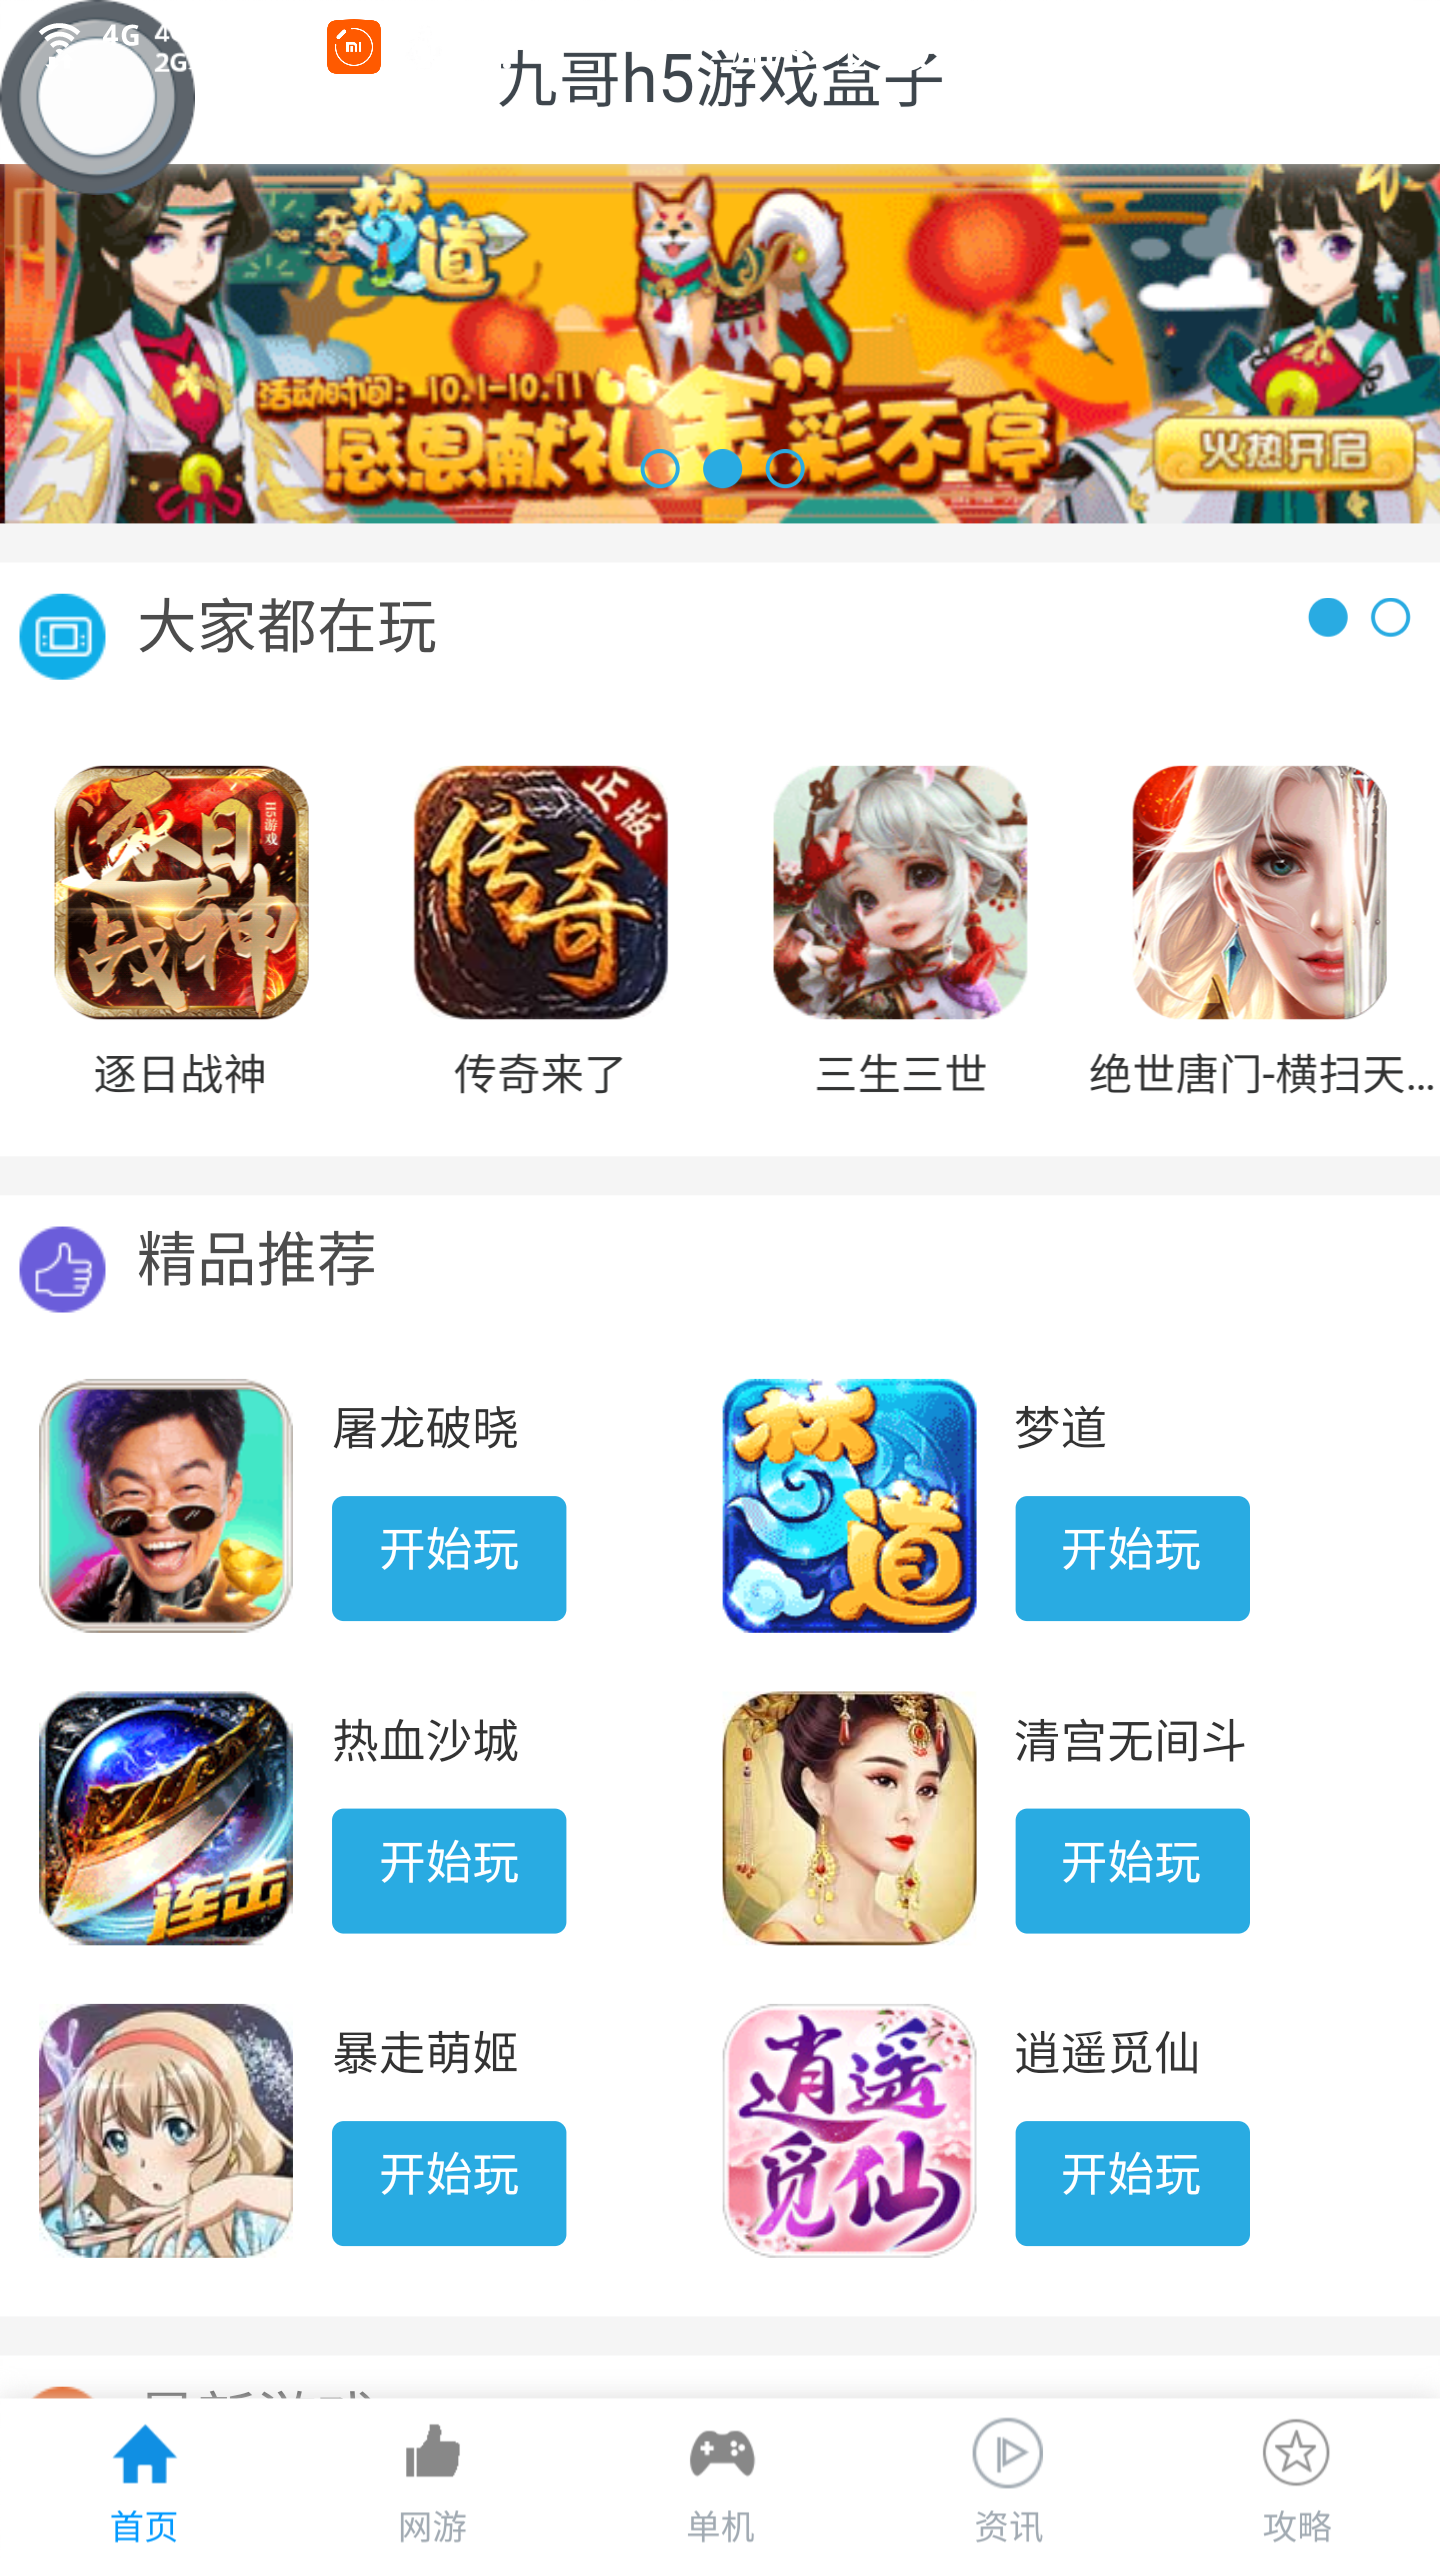 4G
2G
九哥h5游戏盒子
梦道
活动时间:-10.1-10.11
感恩献礼“金”彩不停
火热开启
大家都在玩
逐日战神
H5游戏
传奇
正版
逐日战神
传奇来了
三生三世
绝世唐门-横扫天...
精品推荐
屠龙破晓
开始玩
梦道
梦道
开始玩
连击
热血沙城
开始玩
清宫无间斗
开始玩
暴走萌姬
开始玩
逍遥觅仙
逍遥觅仙
开始玩
首页
网游
单机
资讯
攻略